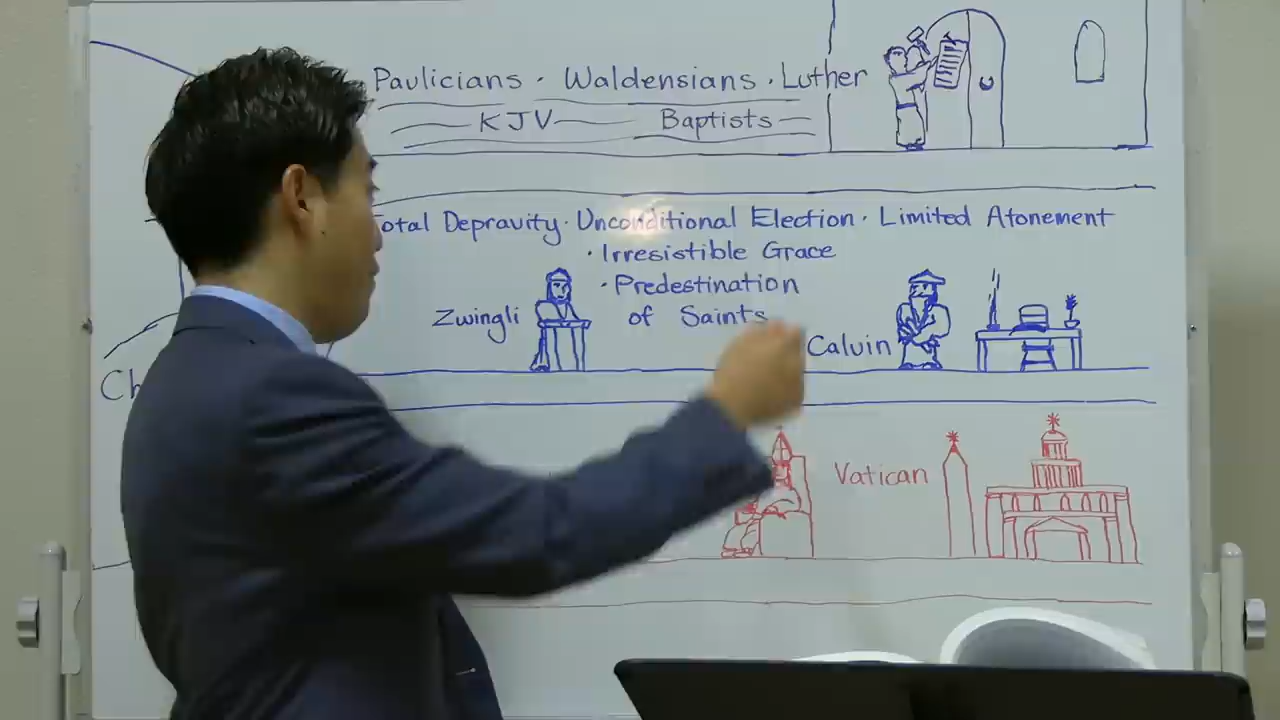 Paulicians · Waldensians · Luther
KJV Baptists
otal Depravity · Unconditional Election · Limited Atonement
· Irresistible Grace
· Predestination
of Saints
Zwingli
Calvin
Ch
Vatican